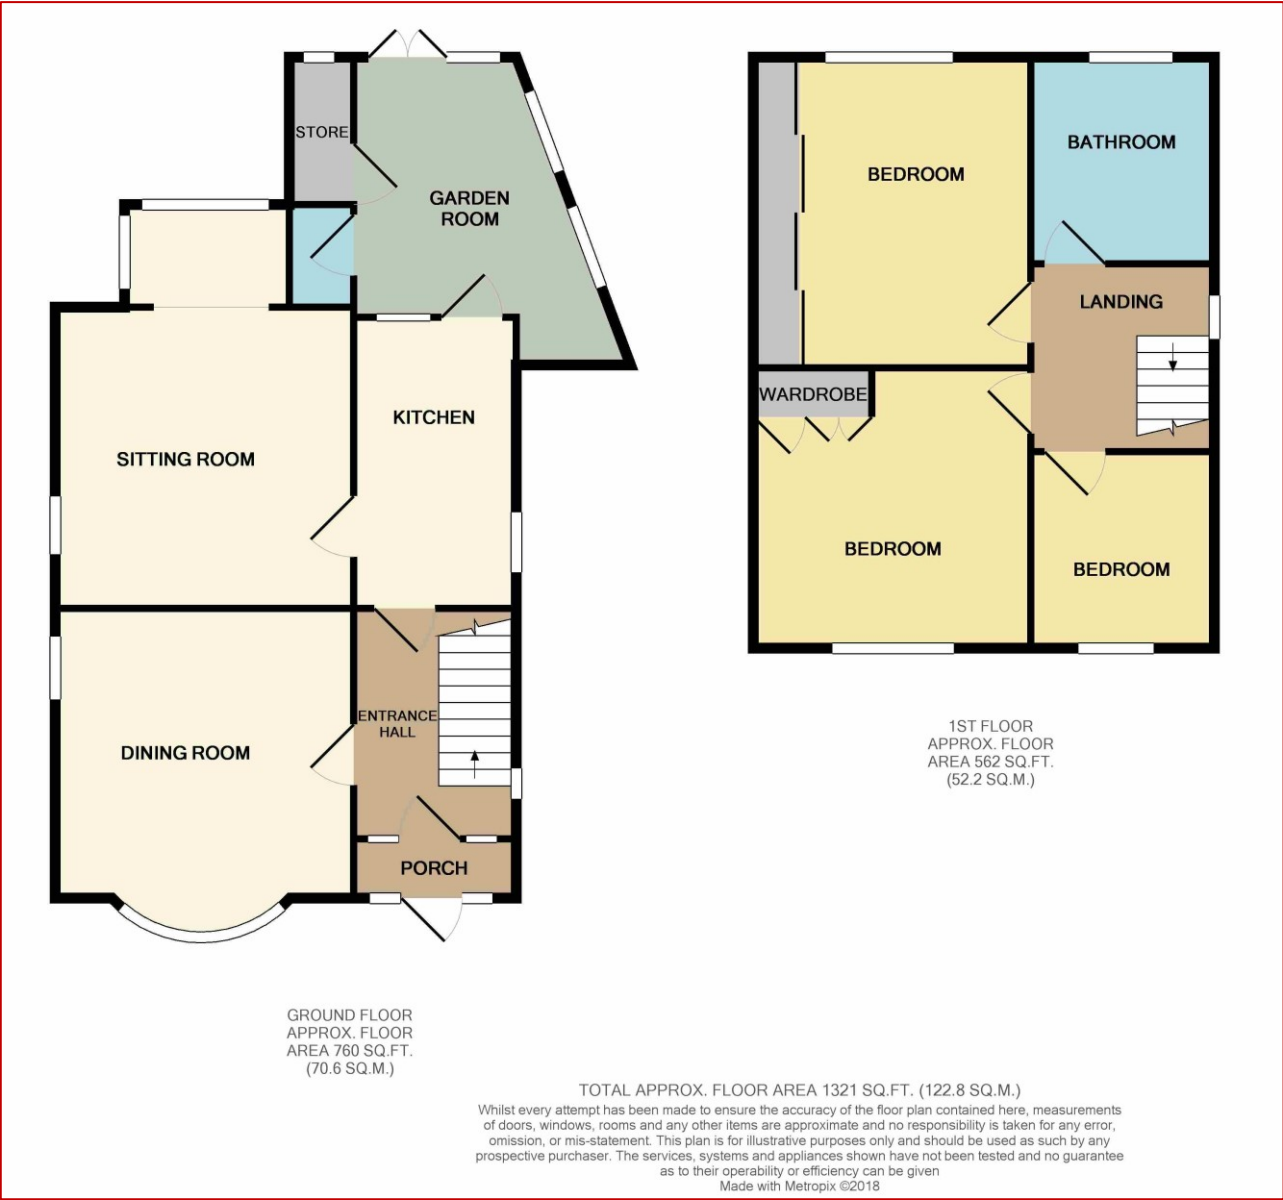 STORE
GARDEN
ROOM
KITCHEN
SITTING ROOM
DINING ROOM
ENTRANCE
HALL
PORCH
BEDROOM
BATHROOM
LANDING
WARDROBE
BEDROOM
BEDROOM
1ST FLOOR
APPROX. FLOOR
AREA 562 SQ.FT.
(52.2 SQ.M.)
GROUND FLOOR
APPROX. FLOOR
AREA 760 SQ.FT.
(70.6 SQ.M.)
TOTAL APPROX. FLOOR AREA 1321 SQ.FT. (122.8 SQ.M.)
Whilst every attempt has been made to ensure the accuracy of the floor plan contained here, measurements
of doors, windows, rooms and any other items are approximate and no responsibility is taken for any error,
omission, or mis-statement. This plan is for illustrative purposes only and should be used as such by any
prospective purchaser. The services, systems and appliances shown have not been tested and no guarantee
as to their operability or efficiency can be given
Made with Metropix ©2018